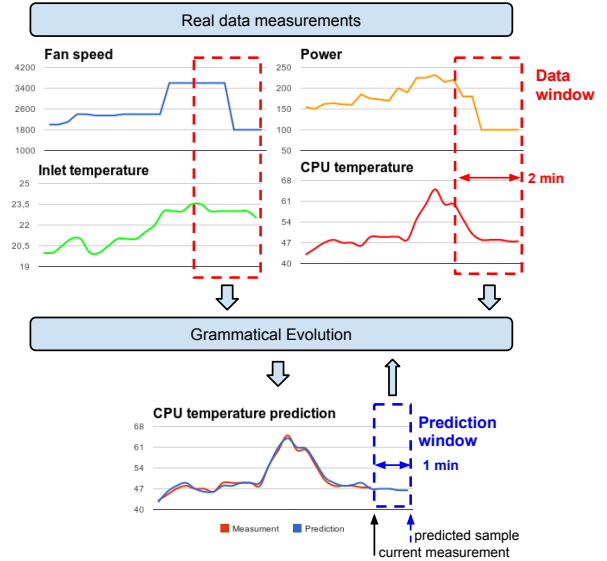 Real data measurements
Fan speed
4200
3400
2600
1800
1000
Power
250
200
150
100
50
Data
window
Inlet temperature
25
23,5
22
20,5
19
CPU temperature
68
61
54
47
40
2 min
Grammatical Evolution
CPU temperature prediction
68
61
54
47
40
Prediction
window
1 min
Measument
Prediction
predicted sample
current measurement